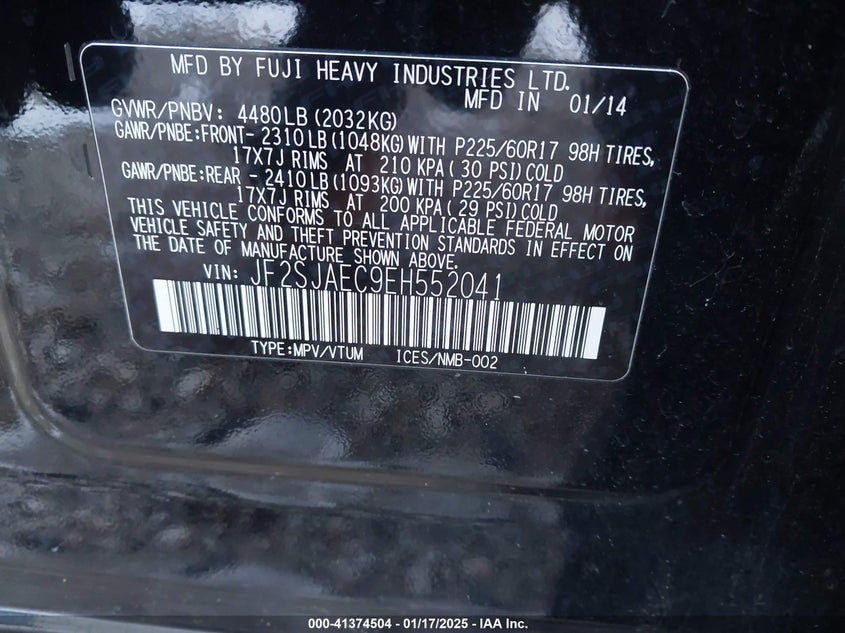 MFD BY FUJI HEAVY INDUSTRIES LTD.
MFD IN 01/14
GVWR/PNBV: 4480LB (2032KG)
GAWR/PNBE:FRONT- 2310 LB (1048KG) WITH P225/60R17 98H TIRES,
17X7J RIMS AT 210 KPA ( 30 PSI) COLD
GAWR/PNBE:REAR - 2410 LB (1093KG) WITH P225/60R17 98H TIRES,
17X7J RIMS AT 200 KPA ( 29 PSI) COLD
THIS VEHICLE CONFORMS TO ALL APPLICABLE FEDERAL MOTOR
VEHICLE SAFETY AND THEFT PREVENTION STANDARDS IN EFFECT ON
THE DATE OF MANUFACTURE SHOWN ABOVE.
VIN: JF2SJAEC9EH552041
TYPE:MPV/VTUM ICES/NMB-002
000-41374504 - 01/17/2025 - IAA Inc.